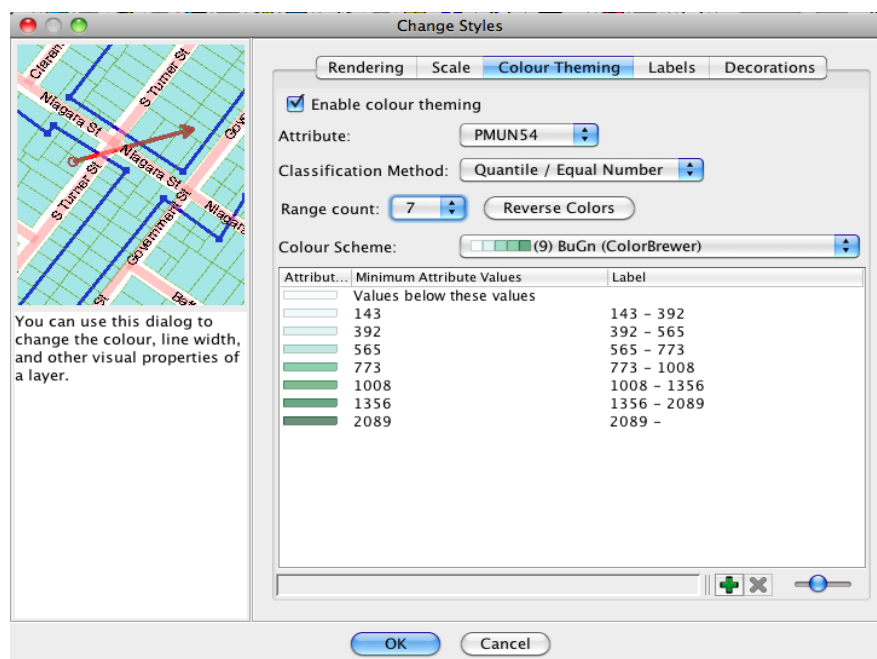 Change Styles
Rendering Scale Colour Theming Labels Decorations
Enable colour theming
Attribute: PMUN54
Classification Method: Quantile / Equal Number
Range count: 7 Reverse Colors
Colour Scheme: (9) BuGn (ColorBrewer)
Attribut... Minimum Attribute Values Label
Values below these values
143 143 - 392
392 392 - 565
565 565 - 773
773 773 - 1008
1008 1008 - 1356
1356 1356 - 2089
2089 2089 -
S Turner St
Niagara St
Niagara St
S Turner St
Government St
You can use this dialog to
change the colour, line width,
and other visual properties of
a layer.
OK Cancel